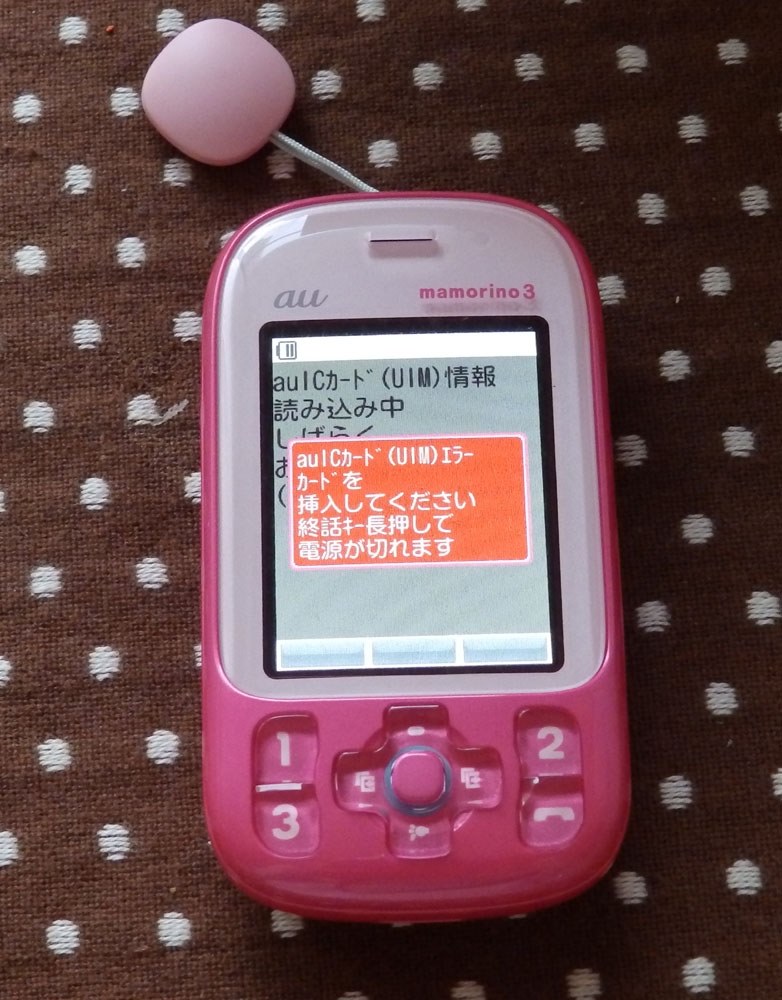 au
mamorino3
auICｶｰﾄﾞ(UIM)情報
読み込み中
しばらく
お
(
auICｶｰﾄﾞ(UIM)ｴﾗｰ
ｶｰﾄﾞを
挿入してください
終話ｷｰ長押しで
電源が切れます
1
2
3